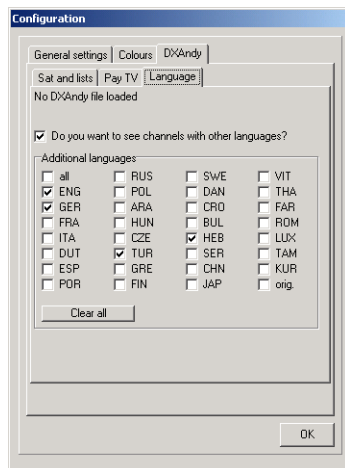 Configuration
General settings Colours DXAndy
Sat and lists Pay TV Language
No DXAndy file loaded
Do you want to see channels with other languages?
Additional languages
all RUS SWE VIT
ENG POL DAN THA
GER ARA CRO FAR
FRA HUN BUL ROM
ITA CZE HEB LUX
DUT TUR SER TAM
ESP GRE CHN KUR
POR FIN JAP orig.
Clear all
OK